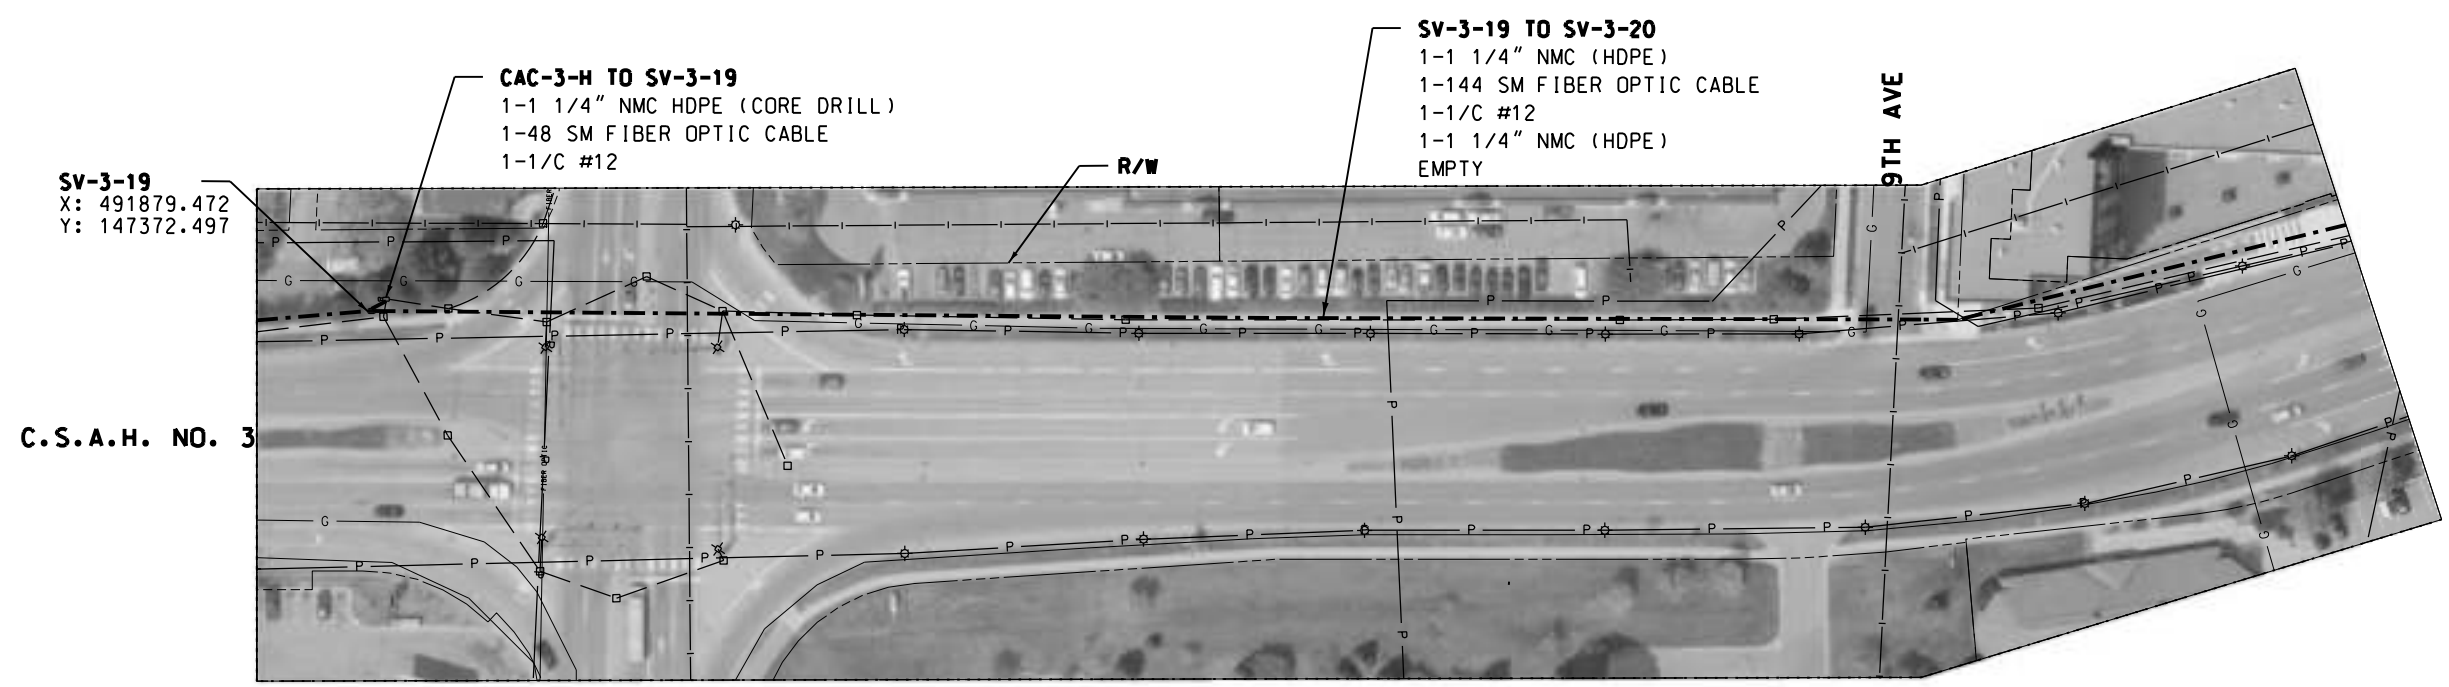 SV-3-19 TO SV-3-20
1-1 1/4" NMC (HDPE)
1-144 SM FIBER OPTIC CABLE
1-1/C #12
1-1 1/4" NMC (HDPE)
EMPTY
CAC-3-H TO SV-3-19
1-1 1/4" NMC HDPE (CORE DRILL)
1-48 SM FIBER OPTIC CABLE
1-1/C #12
9TH AVE
R/W
SV-3-19
X: 491879.472
Y: 147372.497
C.S.A.H. NO. 3
FIBER
FIBER OPTIC
P P P
G G G G
P P P P P P P P P P P
G G G G G G G G
P P
G
P P P P P P P P P P P P